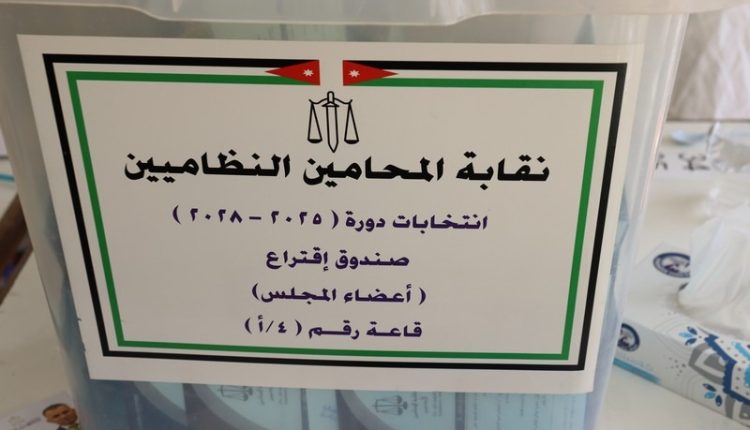 نقابة المحامين النظاميين
انتخابات دورة ( ٢٠٢٥ - ٢٠٢٨ )
صندوق إقتراع
( أعضاء المجلس)
قاعة رقم ( ٤/أ )